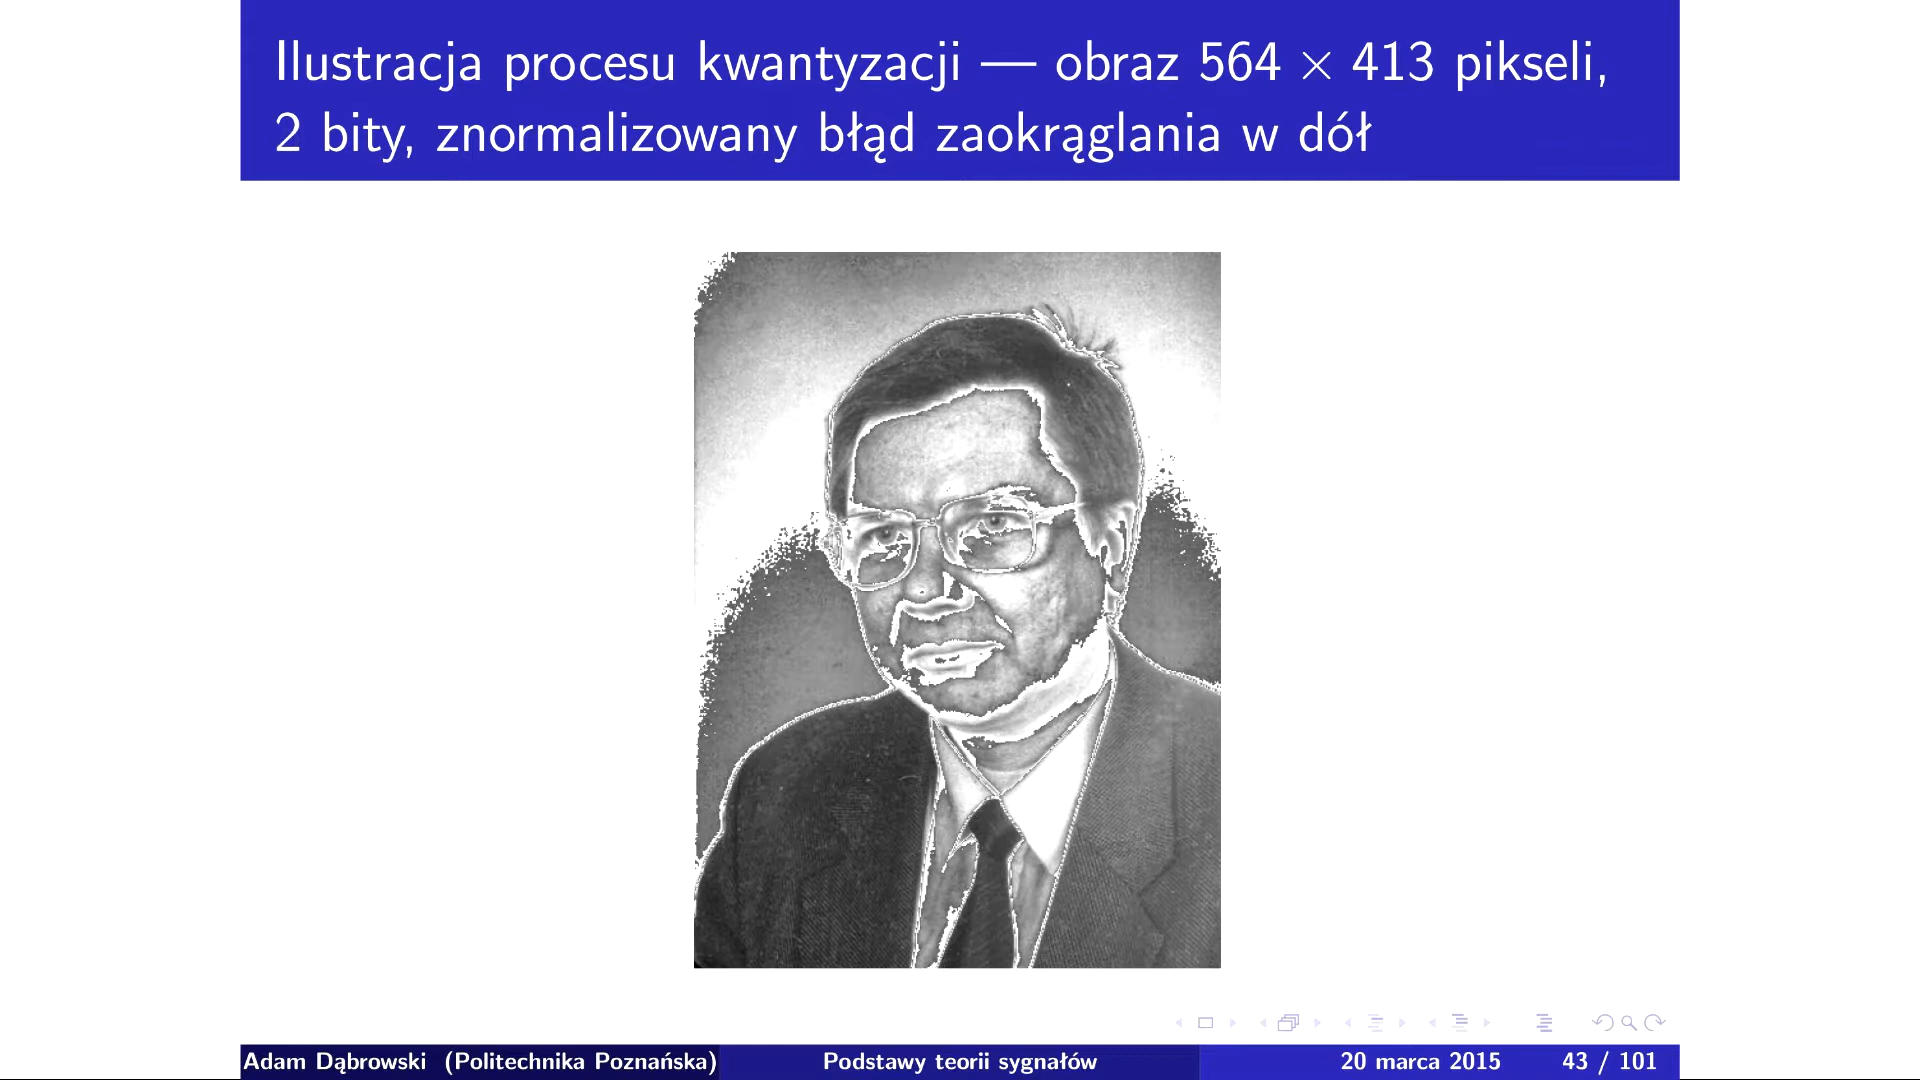 Ilustracja procesu kwantyzacji — obraz 564 × 413 pikseli,
2 bity, znormalizowany błąd zaokrąglania w dół
Adam Dąbrowski (Politechnika Poznańska) Podstawy teorii sygnałów 20 marca 2015 43 / 101